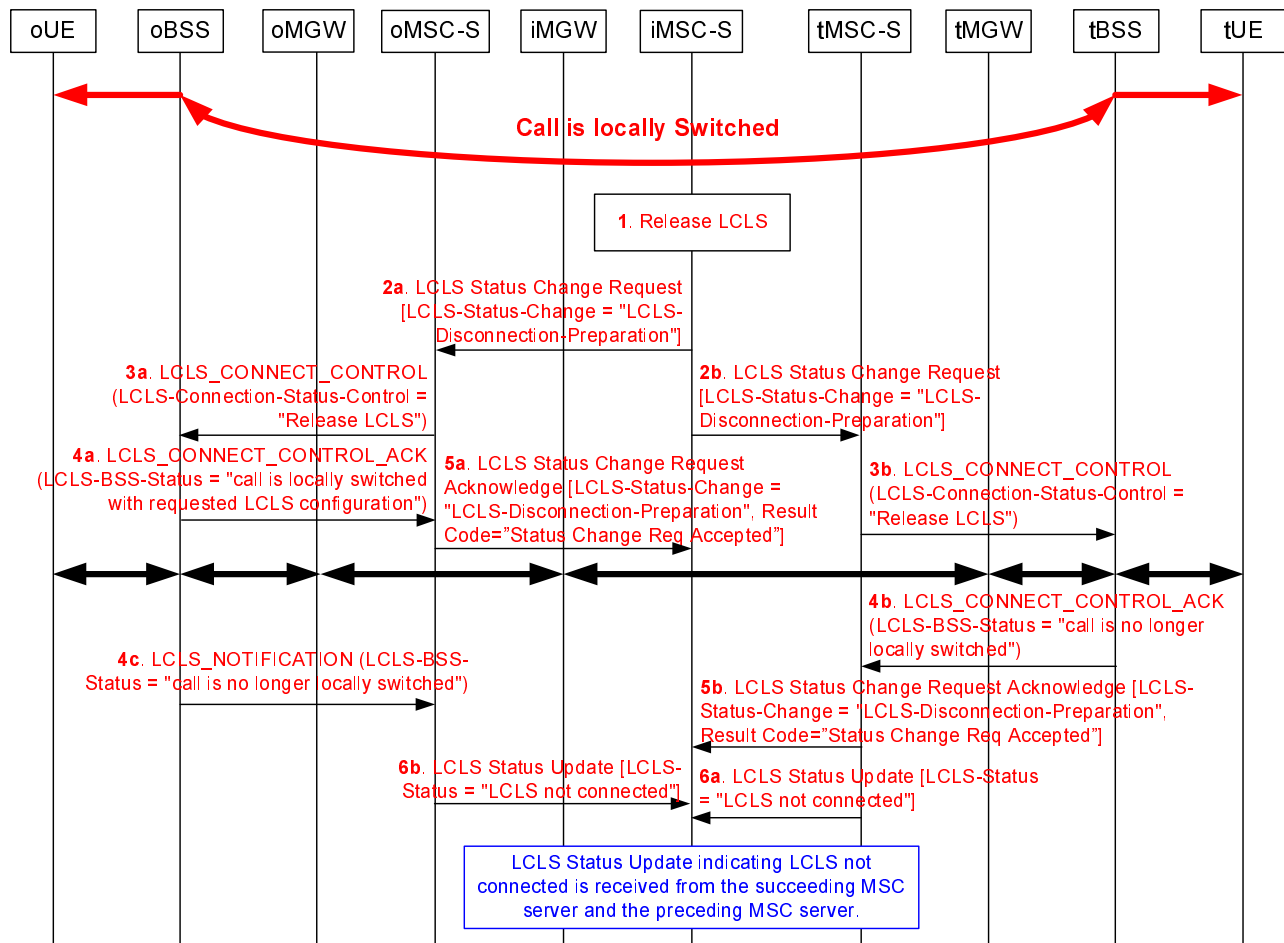 oUE
oBSS
oMGW
oMSC-S
iMGW
iMSC-S
tMSC-S
tMGW
tBSS
tUE
Call is locally Switched
1. Release LCLS
2a. LCLS Status Change Request
[LCLS-Status-Change = "LCLS-
Disconnection-Preparation"]
3a. LCLS_CONNECT_CONTROL
(LCLS-Connection-Status-Control =
"Release LCLS")
2b. LCLS Status Change Request
[LCLS-Status-Change = "LCLS-
Disconnection-Preparation"]
4a. LCLS_CONNECT_CONTROL_ACK
(LCLS-BSS-Status = "call is locally switched
with requested LCLS configuration")
5a. LCLS Status Change Request
Acknowledge [LCLS-Status-Change =
"LCLS-Disconnection-Preparation", Result
Code=”Status Change Req Accepted”]
3b. LCLS_CONNECT_CONTROL
(LCLS-Connection-Status-Control =
"Release LCLS")
4b. LCLS_CONNECT_CONTROL_ACK
(LCLS-BSS-Status = "call is no longer
locally switched")
4c. LCLS_NOTIFICATION (LCLS-BSS-
Status = "call is no longer locally switched")
5b. LCLS Status Change Request Acknowledge [LCLS-
Status-Change = "LCLS-Disconnection-Preparation",
Result Code=”Status Change Req Accepted”]
6b. LCLS Status Update [LCLS-
Status = "LCLS not connected"]
6a. LCLS Status Update [LCLS-Status
= "LCLS not connected"]
LCLS Status Update indicating LCLS not
connected is received from the succeeding MSC
server and the preceding MSC server.